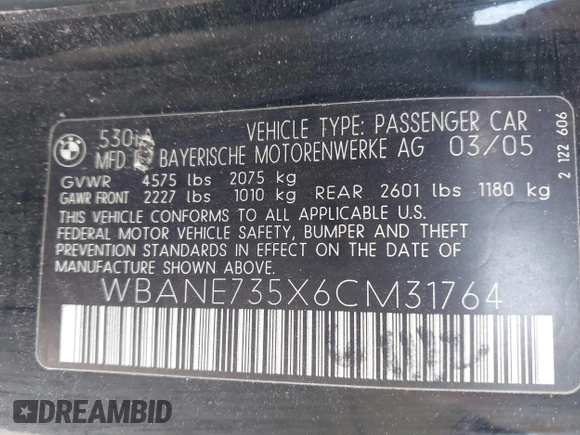 530iA VEHICLE TYPE: PASSENGER CAR
MFD. BY BAYERISCHE MOTORENWERKE AG 03/05
GVWR 4575 lbs 2075 kg
GAWR FRONT 2227 lbs 1010 kg REAR 2601 lbs 1180 kg
THIS VEHICLE CONFORMS TO ALL APPLICABLE U.S.
FEDERAL MOTOR VEHICLE SAFETY, BUMPER AND THEFT
PREVENTION STANDARDS IN EFFECT ON THE DATE OF
MANUFACTURE SHOWN ABOVE.
WBANE735X6CM31764
2 122 606
DREAMBID